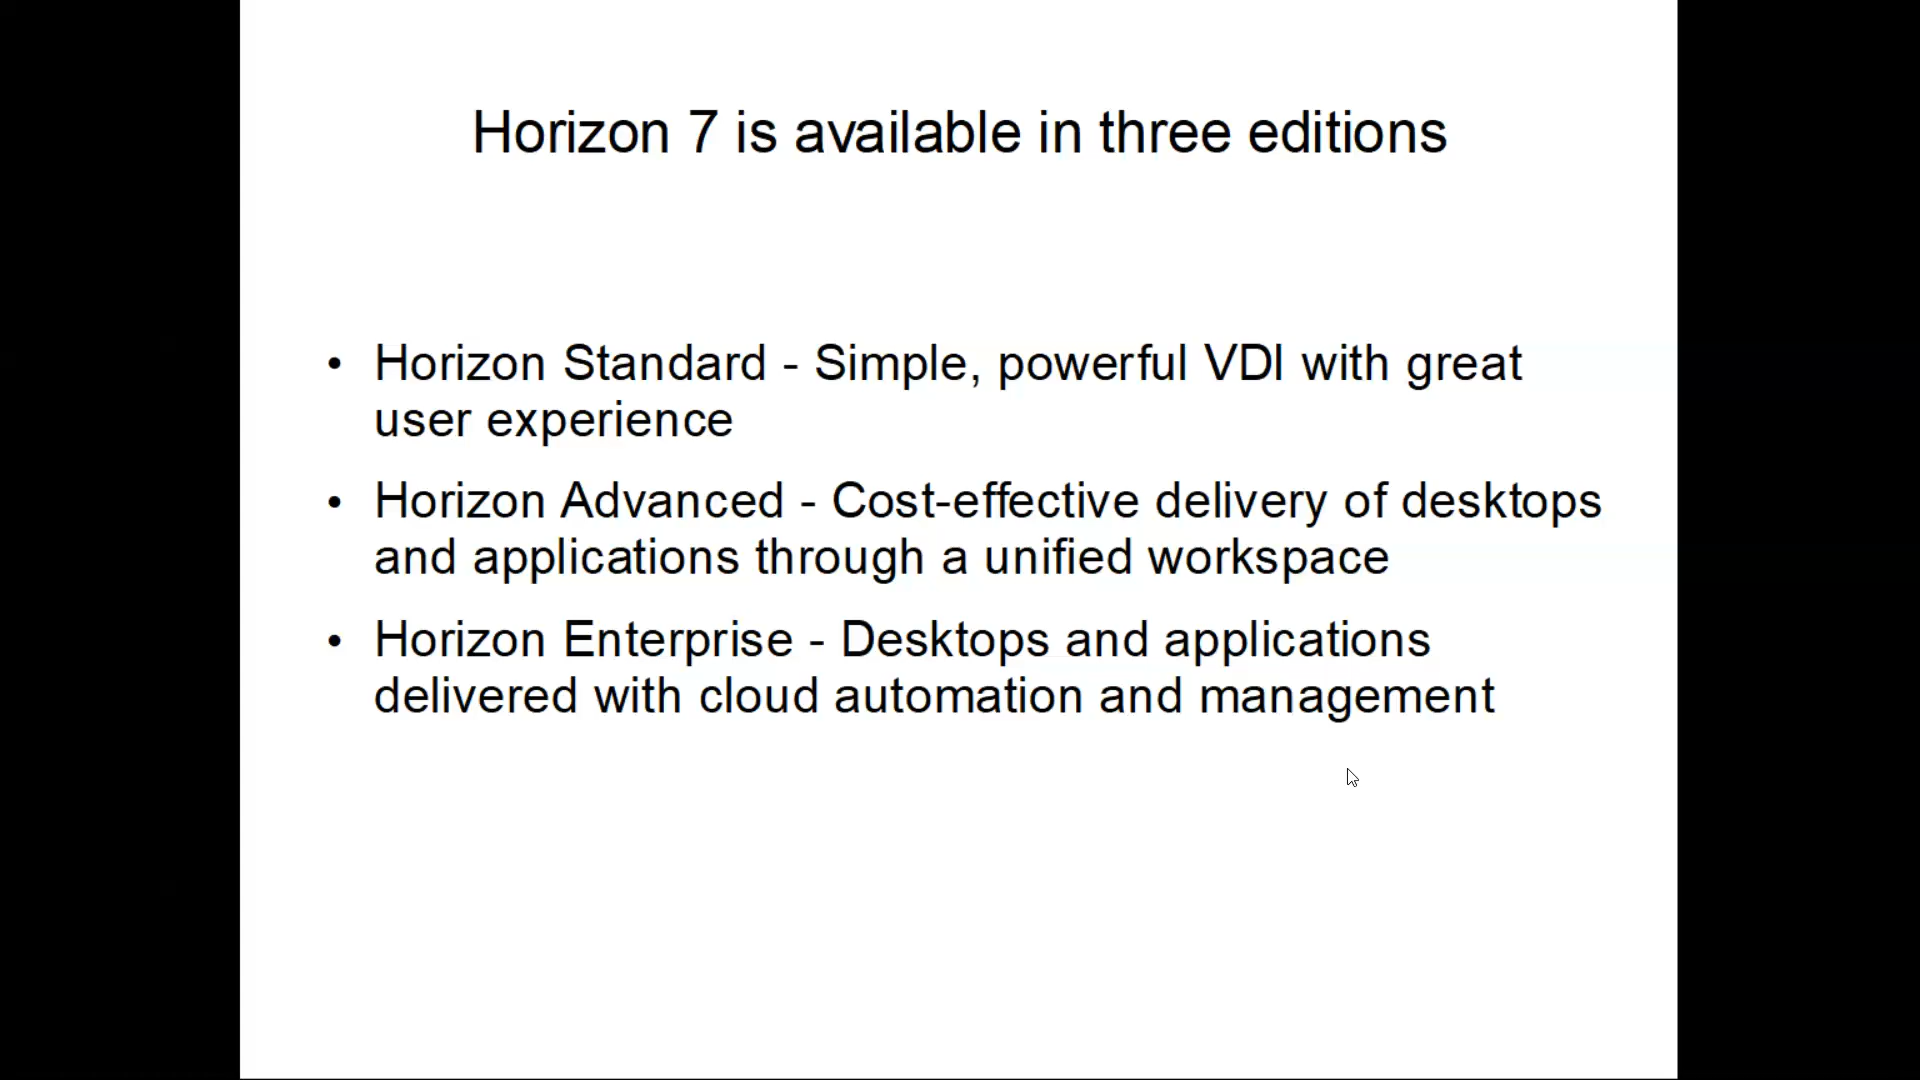 Horizon 7 is available in three editions
• Horizon Standard - Simple, powerful VDI with great
user experience
• Horizon Advanced - Cost-effective delivery of desktops
and applications through a unified workspace
• Horizon Enterprise - Desktops and applications
delivered with cloud automation and management